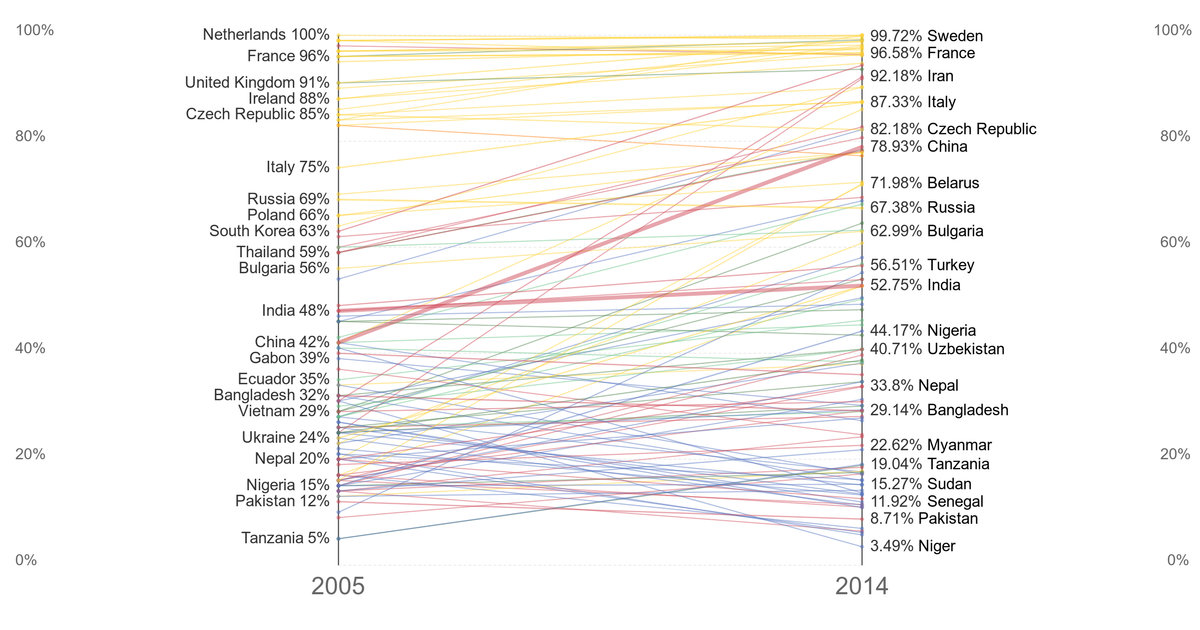 100%
80%
60%
40%
20%
0%
Netherlands 100%
France 96%
United Kingdom 91%
Ireland 88%
Czech Republic 85%
Italy 75%
Russia 69%
Poland 66%
South Korea 63%
Thailand 59%
Bulgaria 56%
India 48%
China 42%
Gabon 39%
Ecuador 35%
Bangladesh 32%
Vietnam 29%
Ukraine 24%
Nepal 20%
Nigeria 15%
Pakistan 12%
Tanzania 5%
99.72% Sweden
96.58% France
92.18% Iran
87.33% Italy
82.18% Czech Republic
78.93% China
71.98% Belarus
67.38% Russia
62.99% Bulgaria
56.51% Turkey
52.75% India
44.17% Nigeria
40.71% Uzbekistan
33.8% Nepal
29.14% Bangladesh
22.62% Myanmar
19.04% Tanzania
15.27% Sudan
11.92% Senegal
8.71% Pakistan
3.49% Niger
100%
80%
60%
40%
20%
0%
2005
2014